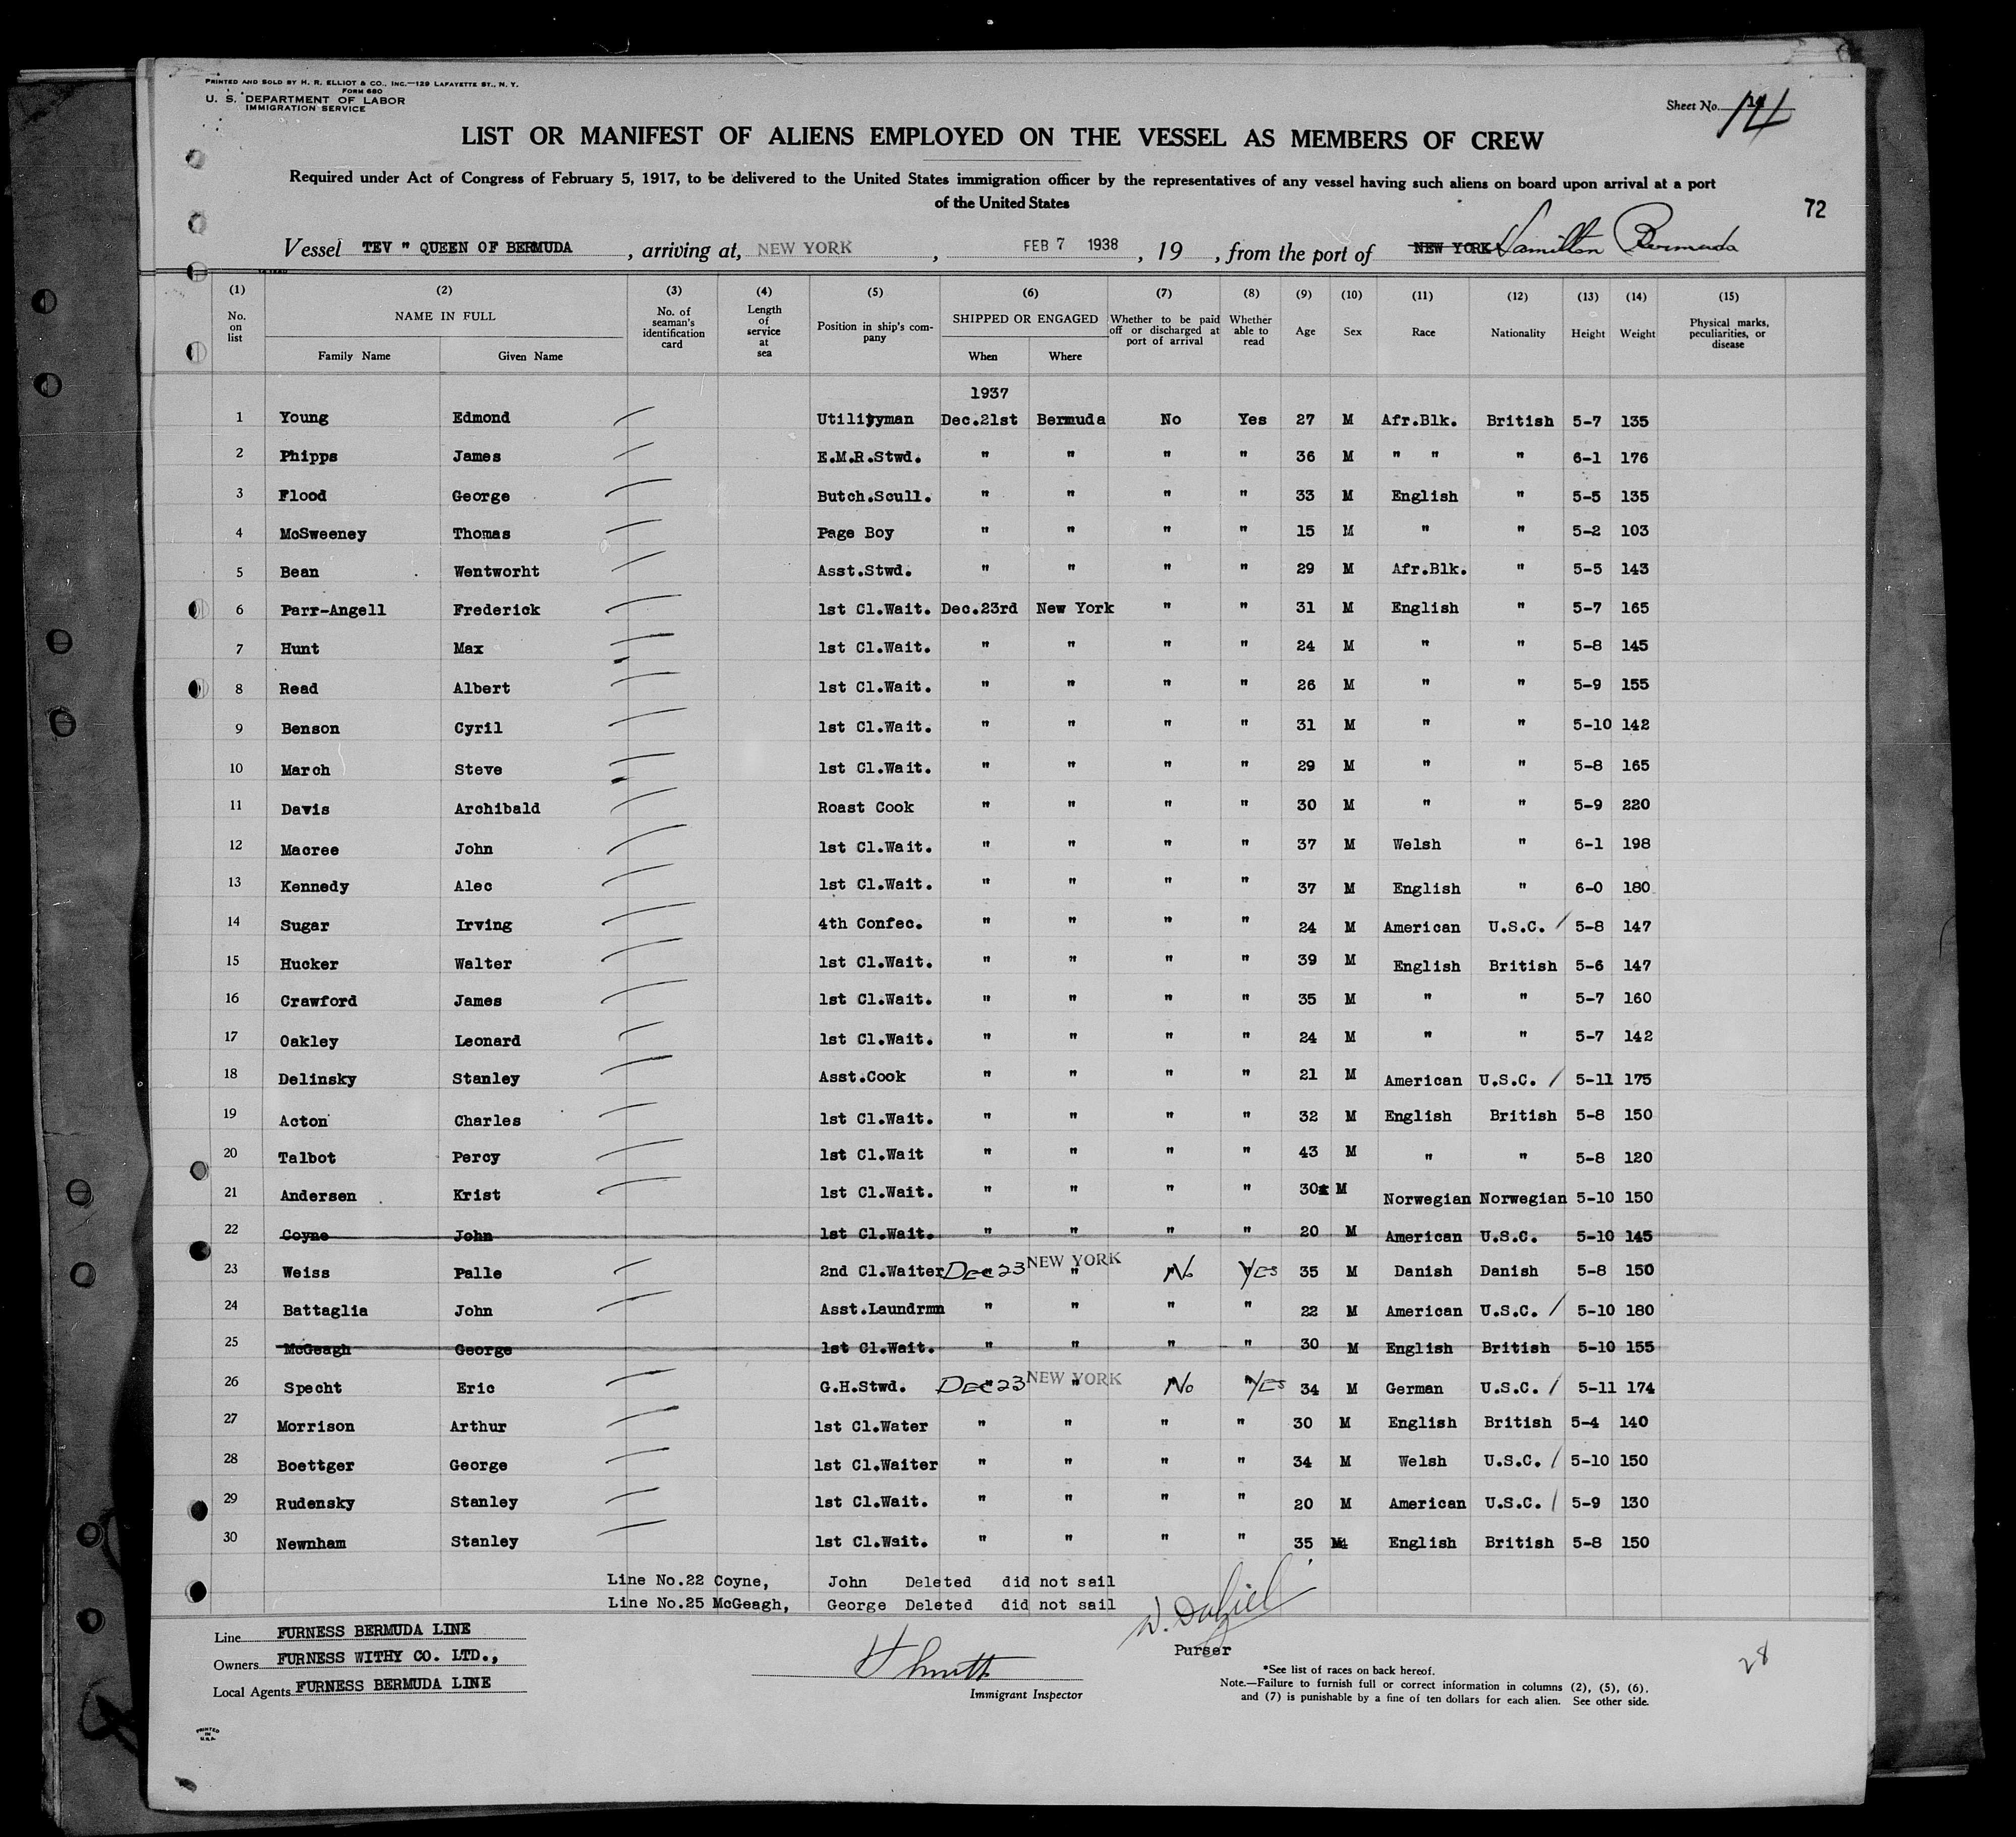 PRINTED AND SOLD BY H. R. ELLIOT & CO., INC.—129 LAFAYETTE ST., N. Y.
FORM 680
U. S. DEPARTMENT OF LABOR
IMMIGRATION SERVICE
Sheet No. 14
LIST OR MANIFEST OF ALIENS EMPLOYED ON THE VESSEL AS MEMBERS OF CREW
Required under Act of Congress of February 5, 1917, to be delivered to the United States immigration officer by the representatives of any vessel having such aliens on board upon arrival at a port
of the United States
72
Vessel TEV " QUEEN OF BERMUDA , arriving at, NEW YORK , FEB 7 1938 , 19 , from the port of NEW YORK Hamilton Bermuda
(1) (2) (3) (4) (5) (6) (7) (8) (9) (10) (11) (12) (13) (14) (15)
No. on list NAME IN FULL Family Name Given Name No. of seaman's identification card Length of service at sea Position in ship's company SHIPPED OR ENGAGED When Where Whether to be paid off or discharged at port of arrival Whether able to read Age Sex Race Nationality Height Weight Physical marks, peculiarities, or disease
1937
1 Young Edmond Utilityyman Dec.21st Bermuda No Yes 27 M Afr.Blk. British 5-7 135
2 Phipps James E.M.R.Stwd. " " " " 36 M " " " 6-1 176
3 Flood George Butch.Scull. " " " " 33 M English " 5-5 135
4 McSweeney Thomas Page Boy " " " " 15 M " " 5-2 103
5 Bean Wentworht Asst.Stwd. " " " " 29 M Afr.Blk. " 5-5 143
6 Parr-Angell Frederick 1st Cl.Wait. Dec.23rd New York " " 31 M English " 5-7 165
7 Hunt Max 1st Cl.Wait. " " " " 24 M " " 5-8 145
8 Read Albert 1st Cl.Wait. " " " " 26 M " " 5-9 155
9 Benson Cyril 1st Cl.Wait. " " " " 31 M " " 5-10 142
10 March Steve 1st Cl.Wait. " " " " 29 M " " 5-8 165
11 Davis Archibald Roast Cook " " " " 30 M " " 5-9 220
12 Macree John 1st Cl.Wait. " " " " 37 M Welsh " 6-1 198
13 Kennedy Alec 1st Cl.Wait. " " " " 37 M English " 6-0 180
14 Sugar Irving 4th Confec. " " " " 24 M American U.S.C. / 5-8 147
15 Hucker Walter 1st Cl.Wait. " " " " 39 M English British 5-6 147
16 Crawford James 1st Cl.Wait. " " " " 35 M " " 5-7 160
17 Oakley Leonard 1st Cl.Wait. " " " " 24 M " " 5-7 142
18 Delinsky Stanley Asst.Cook " " " " 21 M American U.S.C. / 5-11 175
19 Acton Charles 1st Cl.Wait. " " " " 32 M English British 5-8 150
20 Talbot Percy 1st Cl.Wait " " " " 43 M " " 5-8 120
21 Andersen Krist 1st Cl.Wait. " " " " 30 M Norwegian Norwegian 5-10 150
22 Coyne John 1st Cl.Wait. " " " " 20 M American U.S.C. 5-10 145
23 Weiss Palle 2nd Cl.Waiter Dec 23 NEW YORK " No Yes 35 M Danish Danish 5-8 150
24 Battaglia John Asst.Laundrmn " " " " 22 M American U.S.C. / 5-10 180
25 McGeagh George 1st Cl.Wait. " " " " 30 M English British 5-10 155
26 Specht Eric G.H.Stwd. Dec 23 NEW YORK " No Yes 34 M German U.S.C. / 5-11 174
27 Morrison Arthur 1st Cl.Water " " " " 30 M English British 5-4 140
28 Boettger George 1st Cl.Waiter " " " " 34 M Welsh U.S.C. / 5-10 150
29 Rudensky Stanley 1st Cl.Wait. " " " " 20 M American U.S.C. / 5-9 130
30 Newnham Stanley 1st Cl.Wait. " " " " 35 M English British 5-8 150
Line No.22 Coyne, John Deleted did not sail
Line No.25 McGeagh, George Deleted did not sail
Purser
Line FURNESS BERMUDA LINE
Owners FURNESS WITHY CO. LTD.,
Local Agents FURNESS BERMUDA LINE
Immigrant Inspector
*See list of races on back hereof.
Note.—Failure to furnish full or correct information in columns (2), (5), (6), and (7) is punishable by a fine of ten dollars for each alien. See other side.
28
PRINTED IN U.S.A.